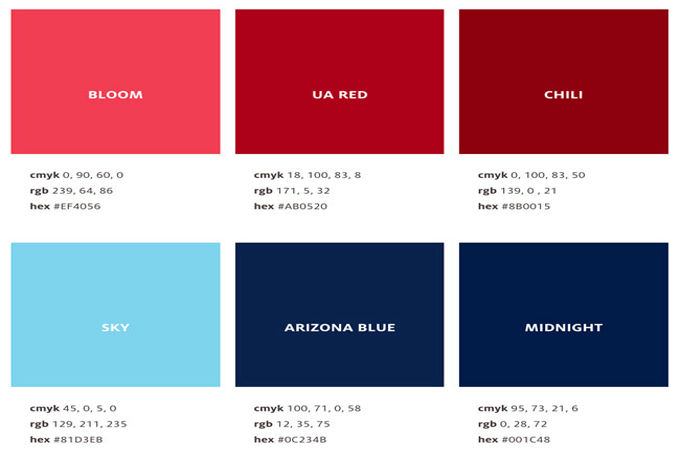 BLOOM
cmyk 0, 90, 60, 0
rgb 239, 64, 86
hex #EF4056
UA RED
cmyk 18, 100, 83, 8
rgb 171, 5, 32
hex #AB0520
CHILI
cmyk 0, 100, 83, 50
rgb 139, 0 , 21
hex #8B0015
SKY
cmyk 45, 0, 5, 0
rgb 129, 211, 235
hex #81D3EB
ARIZONA BLUE
cmyk 100, 71, 0, 58
rgb 12, 35, 75
hex #0C234B
MIDNIGHT
cmyk 95, 73, 21, 6
rgb 0, 28, 72
hex #001C48